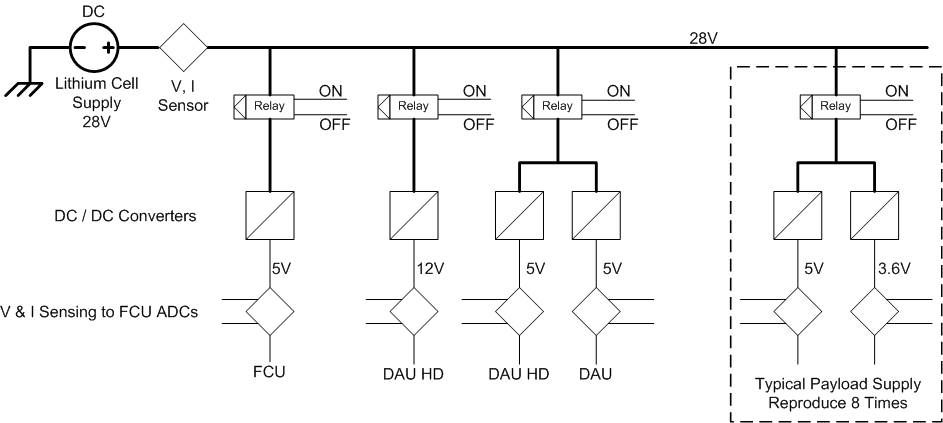 DC
28V
Lithium Cell
Supply
28V
V, I
Sensor
Relay ON OFF
Relay ON OFF
Relay ON OFF
Relay ON OFF
DC / DC Converters
5V 12V 5V 5V 5V 3.6V
V & I Sensing to FCU ADCs
FCU DAU HD DAU HD DAU
Typical Payload Supply
Reproduce 8 Times